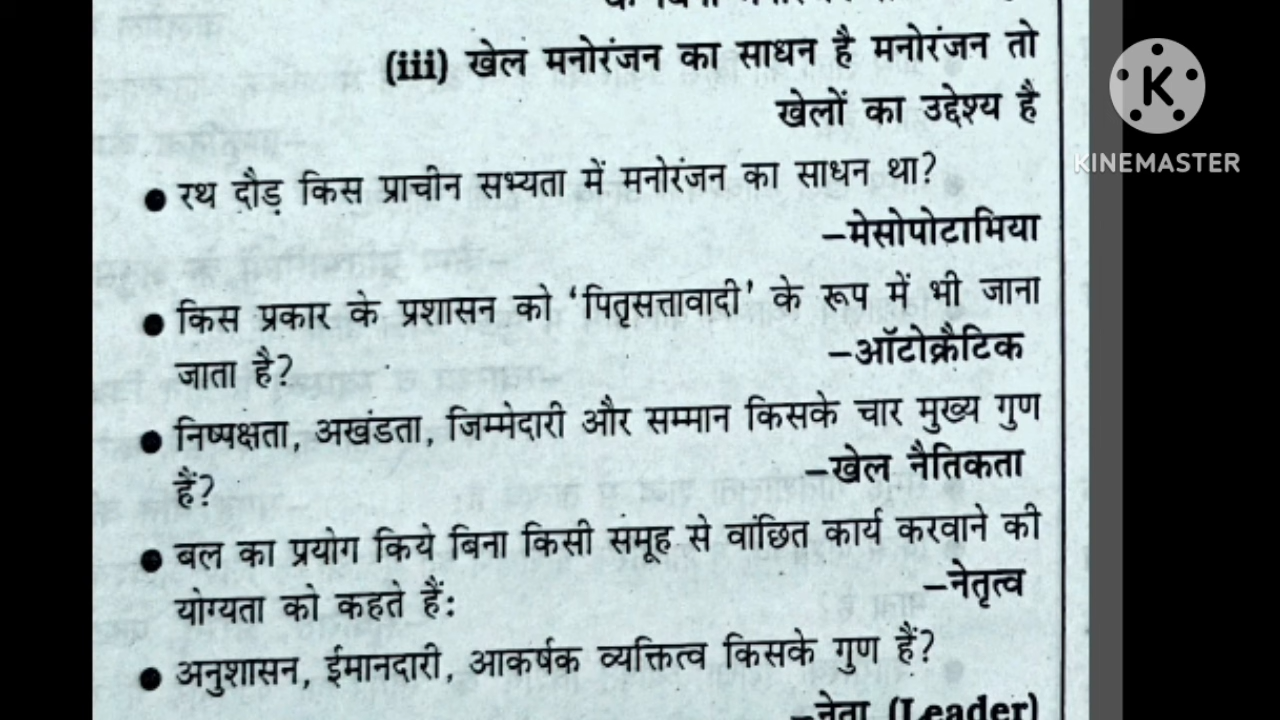 (iii) खेल मनोरंजन का साधन है मनोरंजन तो
खेलों का उद्देश्य है
● रथ दौड़ किस प्राचीन सभ्यता में मनोरंजन का साधन था?
–मेसोपोटामिया
● किस प्रकार के प्रशासन को ‘पितृसत्तावादी’ के रूप में भी जाना
जाता है? –ऑटोक्रैटिक
● निष्पक्षता, अखंडता, जिम्मेदारी और सम्मान किसके चार मुख्य गुण
हैं? –खेल नैतिकता
● बल का प्रयोग किये बिना किसी समूह से वांछित कार्य करवाने की
योग्यता को कहते हैं: –नेतृत्व
● अनुशासन, ईमानदारी, आकर्षक व्यक्तित्व किसके गुण हैं?
–नेता (Leader)
K
KINEMASTER